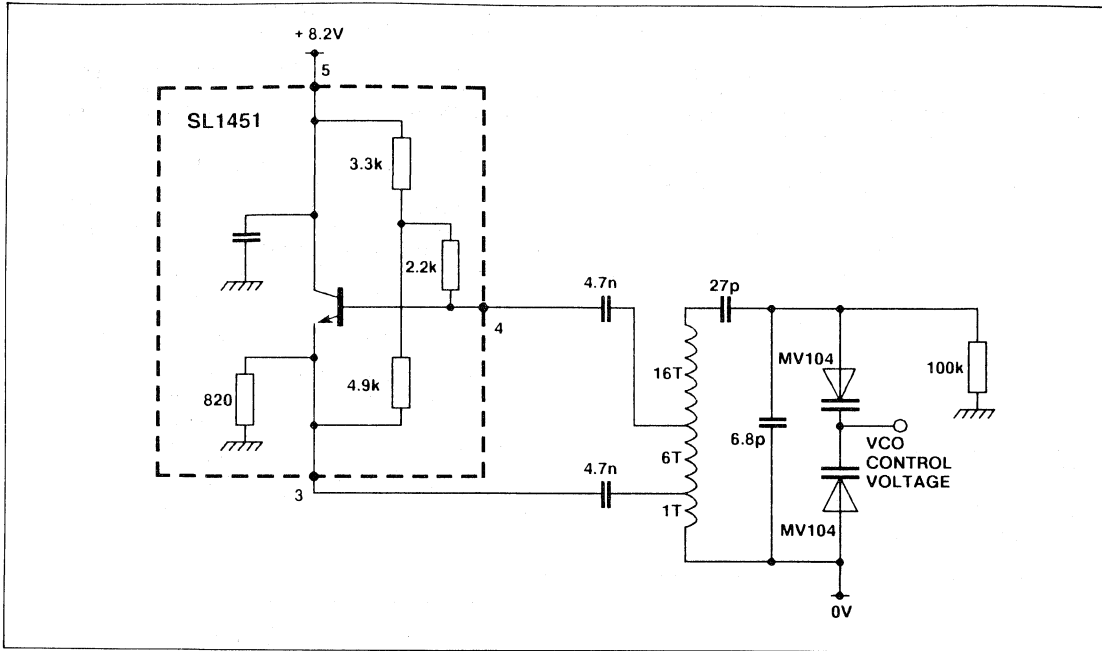 + 8.2V
5
SL1451
3.3k
2.2k
4
4.9k
820
3
4.7n
4.7n
27p
16T
6T
1T
6.8p
MV104
100k
VCO
CONTROL
VOLTAGE
MV104
0V